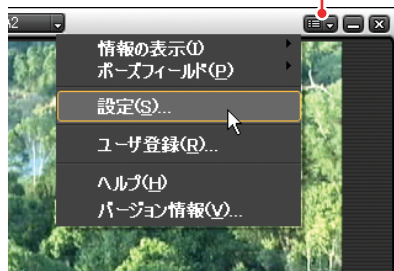 2
情報の表示(I)
ポーズフィールド(P)
設定(S)...
ユーザ登録(R)...
ヘルプ(H)
バージョン情報(V)...